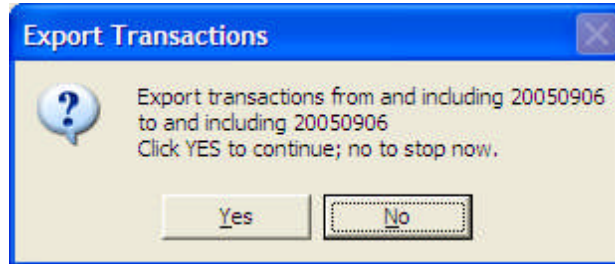 Export Transactions
Export transactions from and including 20050906
to and including 20050906
Click YES to continue; no to stop now.
Yes
No